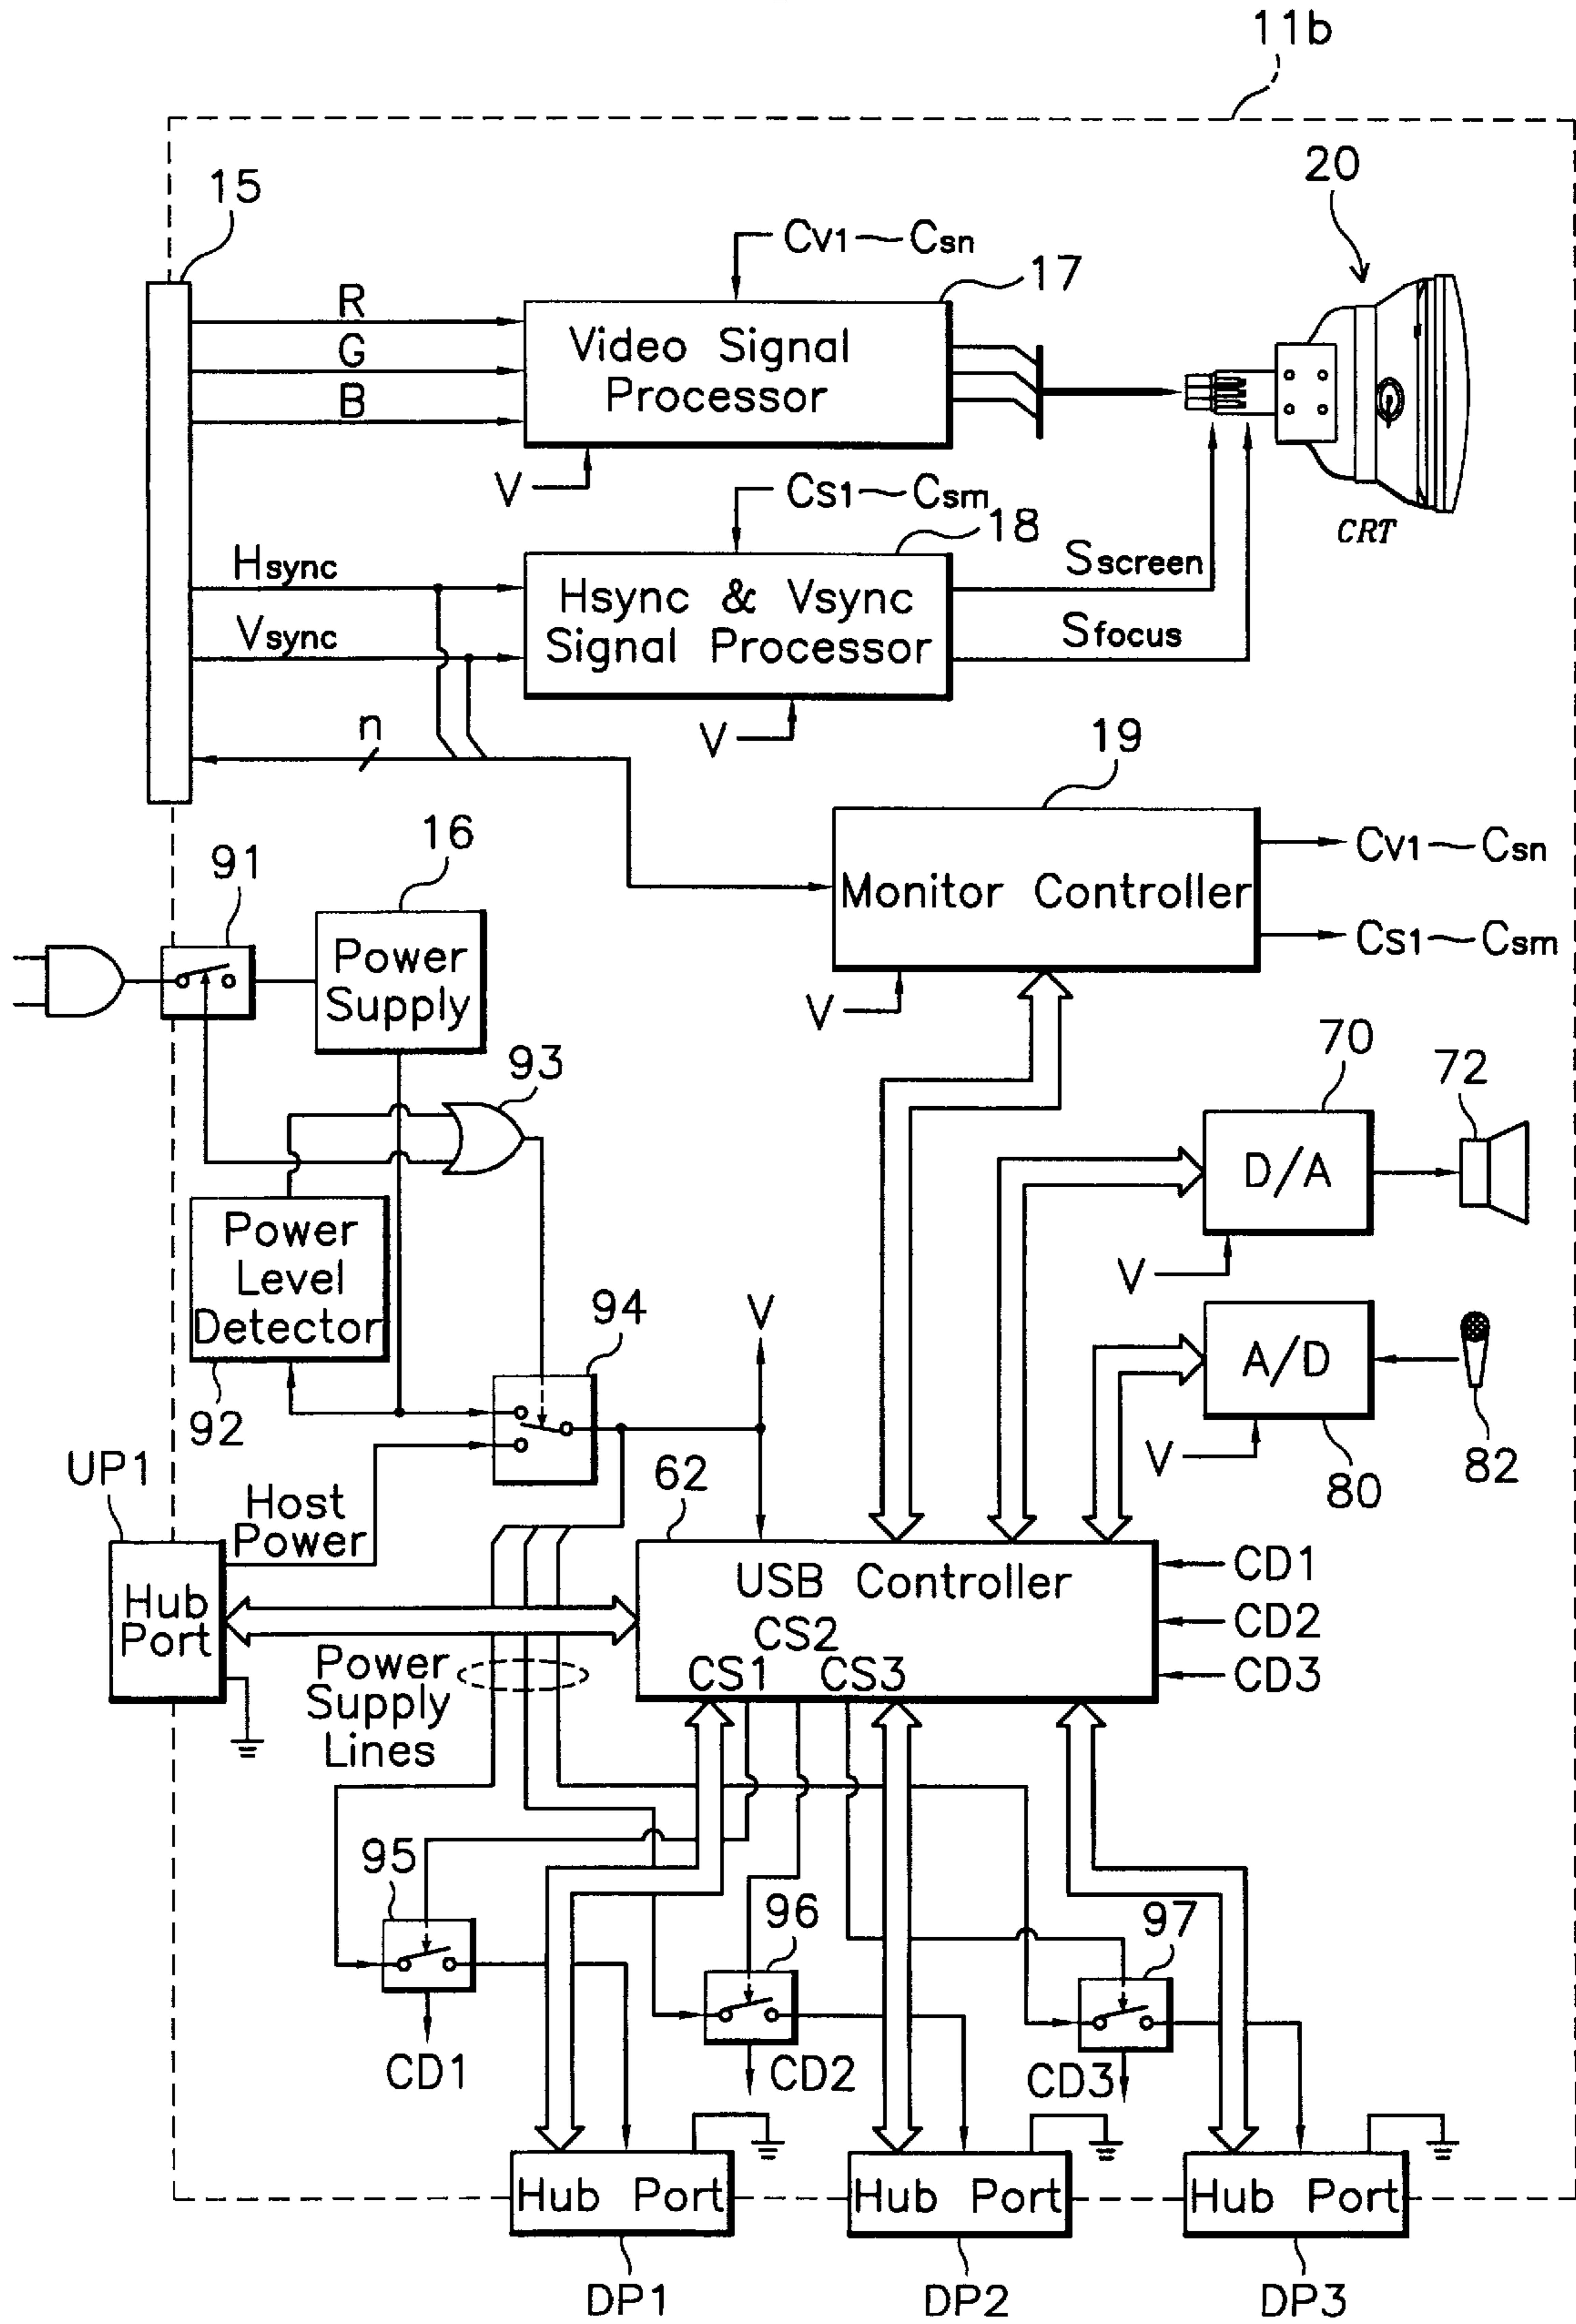 11b
15
20
Cv1~Csn
17
R
G
B
Video Signal
Processor
V
CRT
Cs1~Csm
18
Hsync
Vsync
Hsync & Vsync
Signal Processor
Sscreen
Sfocus
n
V
19
16
91
Monitor Controller
Cv1~Csn
Cs1~Csm
Power
Supply
V
93
70
72
D/A
Power
Level
Detector
V
94
V
A/D
92
V
80
82
UP1
62
Host
Power
Hub
Port
USB Controller
CS2
CS1 CS3
CD1
CD2
CD3
Power
Supply
Lines
95
96
97
CD1
CD2
CD3
Hub Port
Hub Port
Hub Port
DP1
DP2
DP3